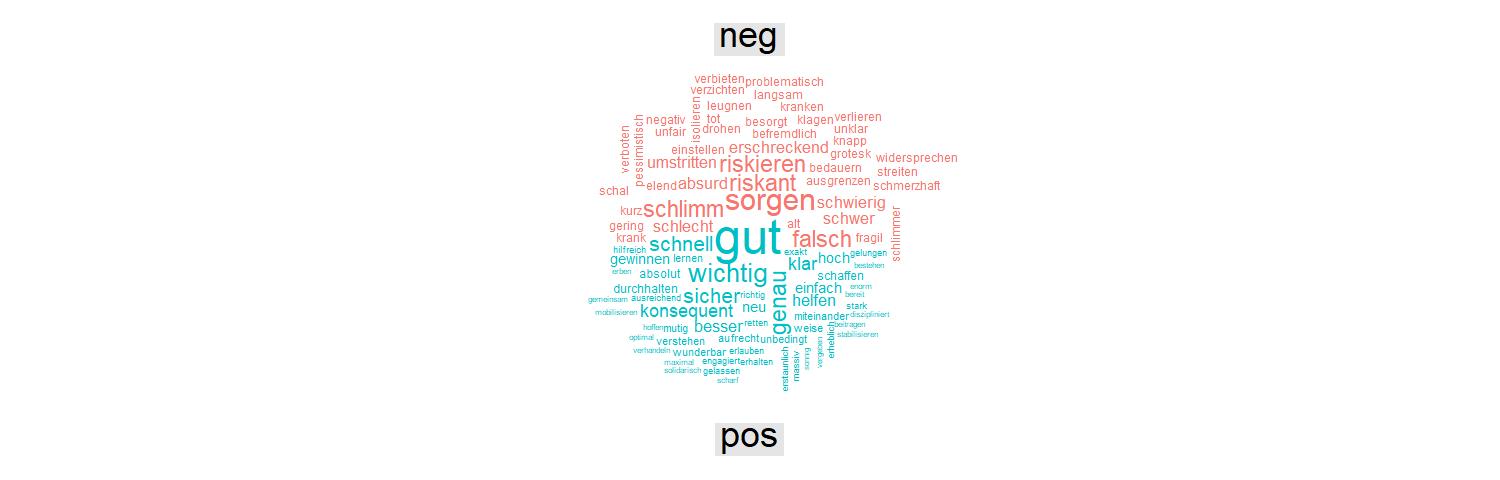 neg
verbieten problematisch
verzichten langsam
isolieren leugnen kranken
negativ tot besorgt klagen verlieren
verboten pessimistisch unfair drohen befremdlich unklar
einstellen erschreckend knapp
umstritten riskieren grotesk widersprechen
bedauern streiten
schal elend absurd riskant ausgrenzen schmerzhaft
kurz schlimm sorgen schwierig
gering schlecht alt schwer schlimmer
krank schnell gut falsch fragil
hilfreich exakt gelungen
gewinnen lernen klar hoch bestehen
erben absolut wichtig schaffen
durchhalten genau einfach enorm
gemeinsam ausreichend sicher richtig helfen bereit
mobilisieren konsequent neu stark
miteinander diszipliniert
hoffen mutig besser retten weise beitragen
optimal verstehen aufrecht unbedingt erheblich stabilisieren
verhandeln wunderbar erlauben vergeben
maximal engagiert erhalten erstaunlich massiv
solidarisch gelassen
scharf
pos